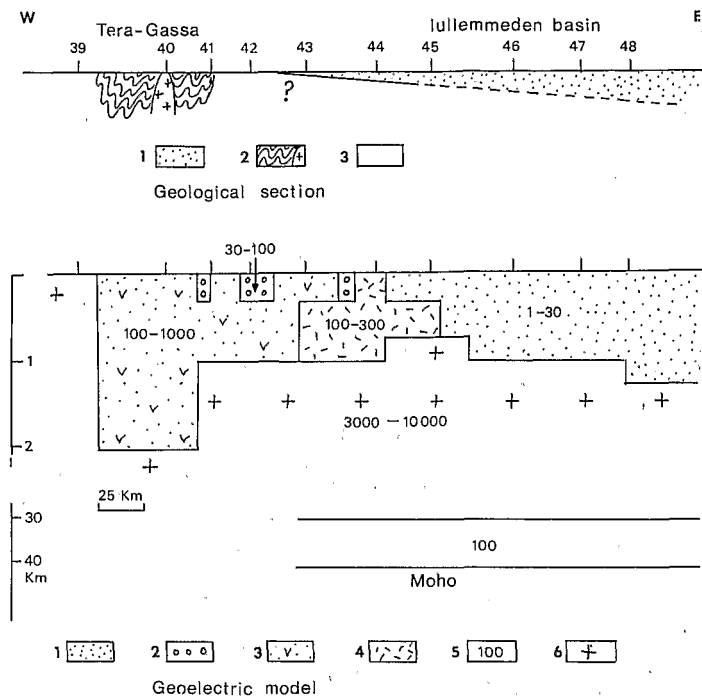 W E
Tera-Gassa Iullemmeden basin
39 40 41 42 43 44 45 46 47 48
?
1 2 3
Geological section
30-100
100-1000 100-300 1-30
1
3000-10000
2
25 Km
30
100
40
Km
Moho
1 2 3 4 5 100 6
Geoelectric model